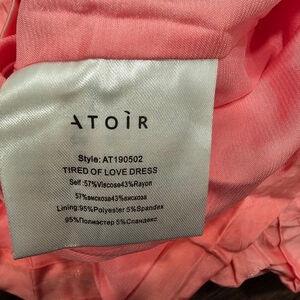 ATOÌR
Style: AT190502
TIRED OF LOVE DRESS
Self:57%Viscose43%Rayon
57%вискоза43%вискоза
Lining:95%Polyester 5%Spandex
95%Полиэстер 5%Спандекс